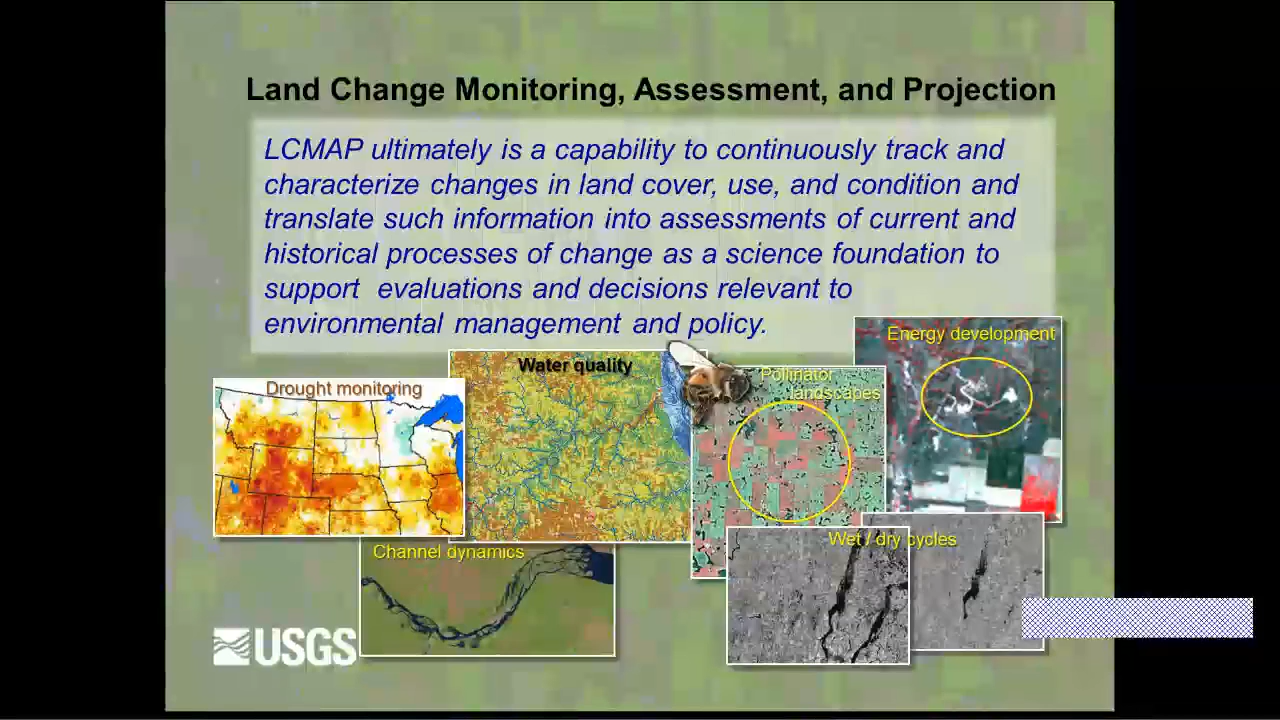 Land Change Monitoring, Assessment, and Projection
LCMAP ultimately is a capability to continuously track and
characterize changes in land cover, use, and condition and
translate such information into assessments of current and
historical processes of change as a science foundation to
support evaluations and decisions relevant to
environmental management and policy.
Energy development
Water quality
Pollinator
landscapes
Drought monitoring
Wet / dry cycles
Channel dynamics
USGS